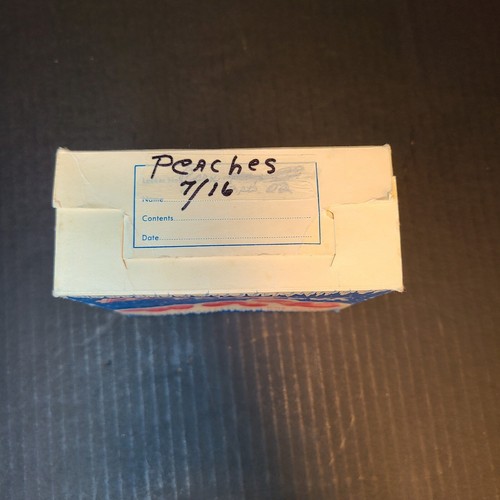 Peaches
7/16
Name
Contents
Date